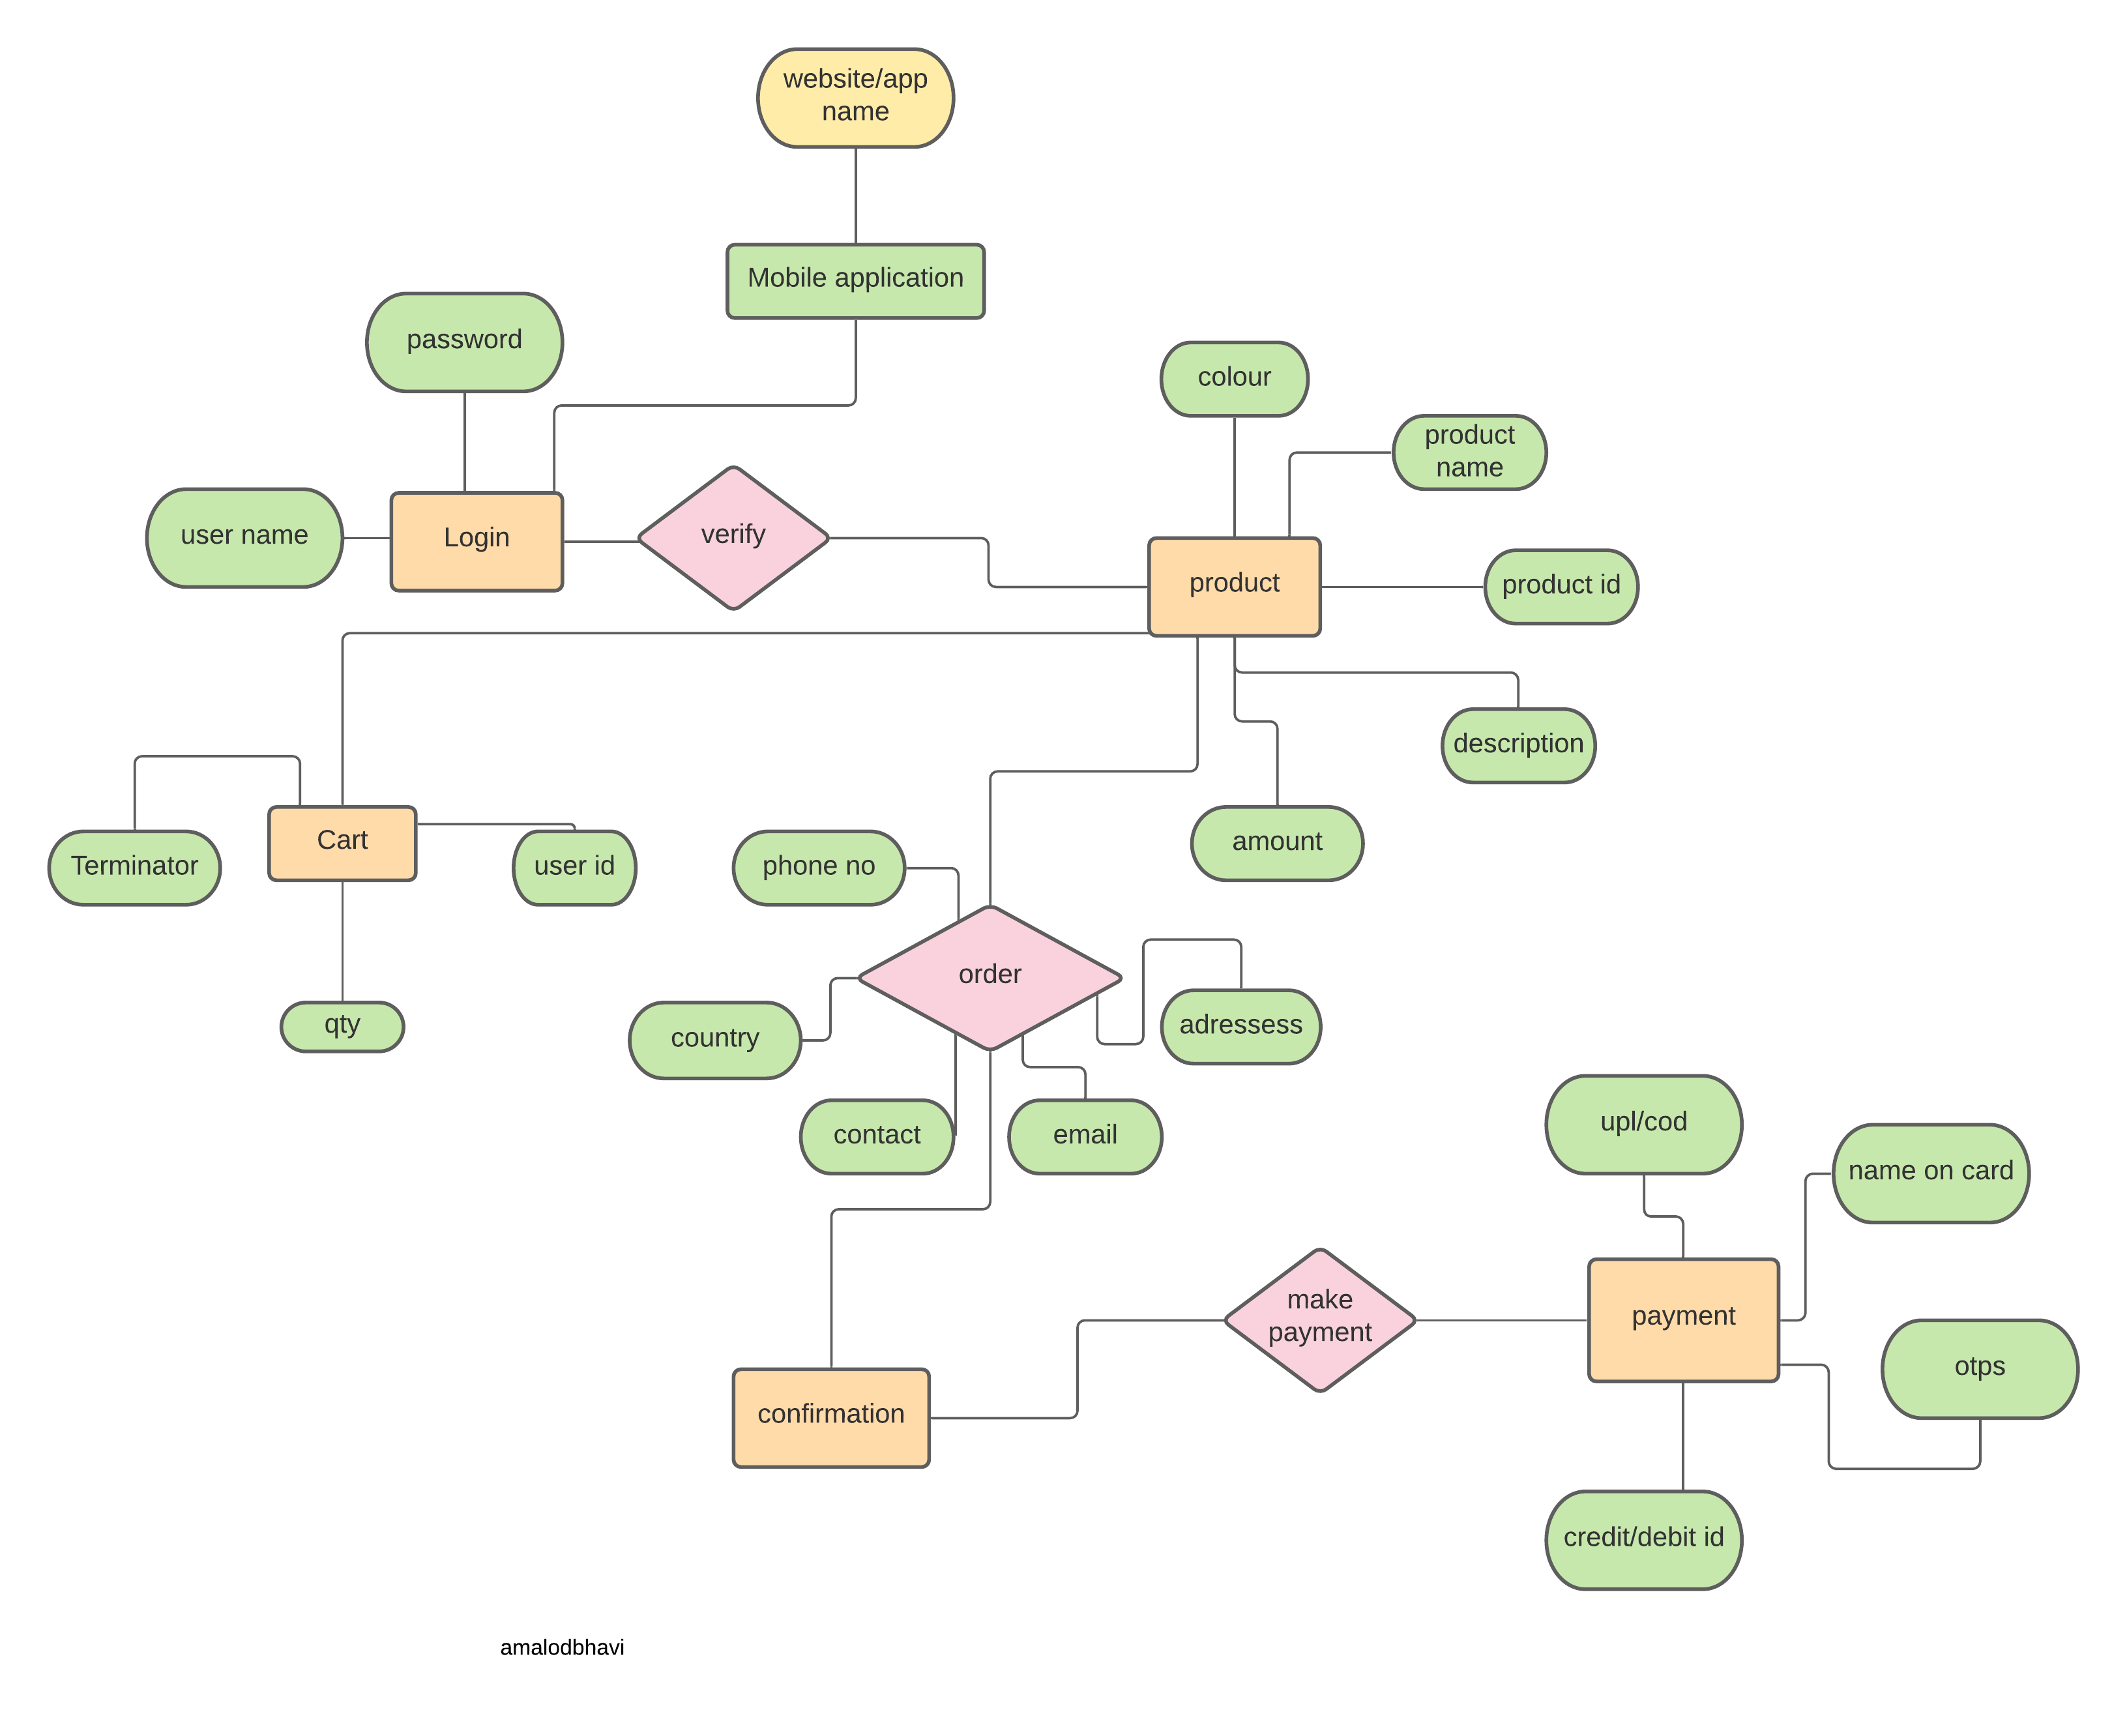 website/app
name
Mobile application
password
colour
product
name
user name
Login
verify
product
product id
description
Terminator
Cart
user id
phone no
amount
order
country
adressess
qty
contact
email
upl/cod
name on card
make
payment
payment
otps
confirmation
credit/debit id
amalodbhavi